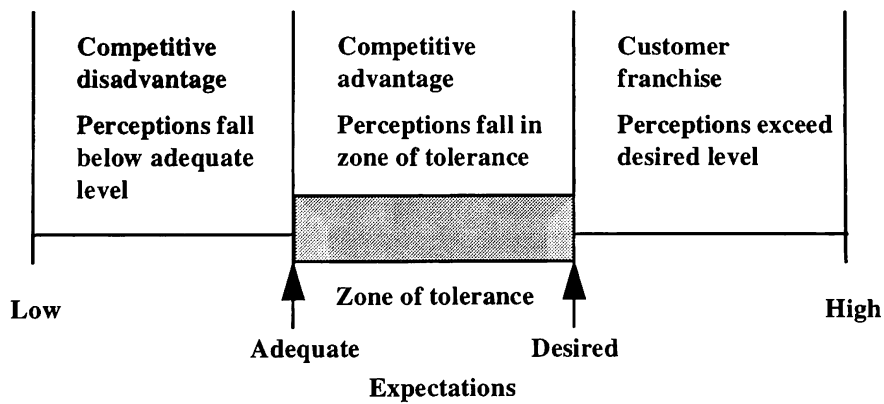 Competitive
disadvantage
Perceptions fall
below adequate
level
Competitive
advantage
Perceptions fall in
zone of tolerance
Customer
franchise
Perceptions exceed
desired level
Zone of tolerance
Low
High
Adequate
Desired
Expectations